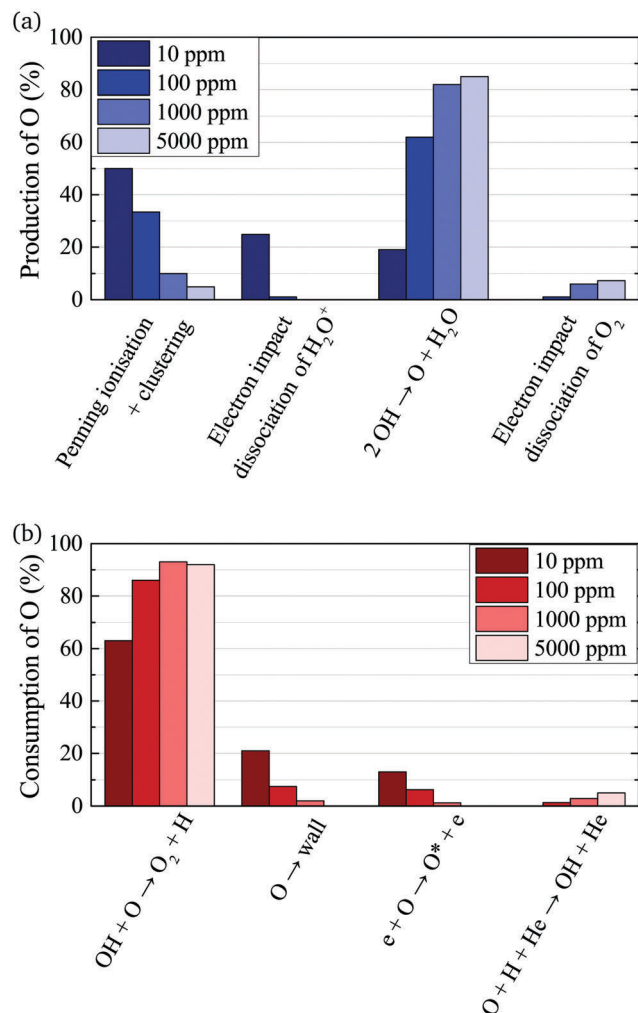 (a)
100
80
60
40
20
0
Production of O (%)
10 ppm
100 ppm
1000 ppm
5000 ppm
Penning ionisation
+ clustering
Electron impact
dissociation of H₂O⁺
2 OH → O + H₂O
Electron impact
dissociation of O₂
(b)
100
80
60
40
20
0
Consumption of O (%)
10 ppm
100 ppm
1000 ppm
5000 ppm
OH + O → O₂ + H
O → wall
e + O → O* + e
O + H + He → OH + He